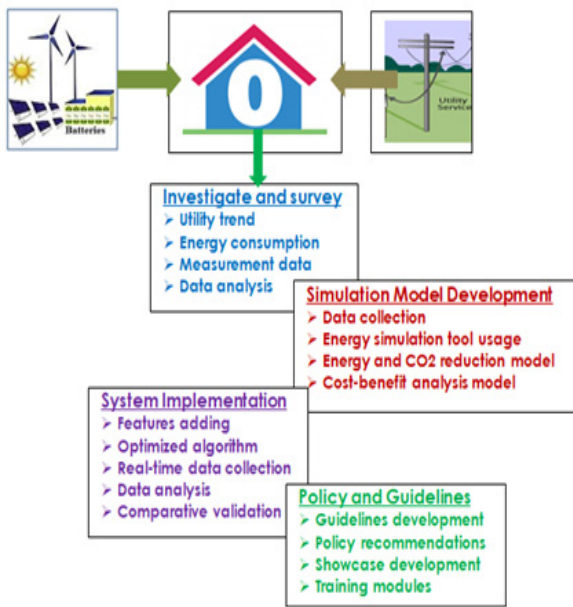 Batteries
0
Utility
Service
Investigate and survey
➢ Utility trend
➢ Energy consumption
➢ Measurement data
➢ Data analysis
Simulation Model Development
➢ Data collection
➢ Energy simulation tool usage
➢ Energy and CO2 reduction model
➢ Cost-benefit analysis model
System Implementation
➢ Features adding
➢ Optimized algorithm
➢ Real-time data collection
➢ Data analysis
➢ Comparative validation
Policy and Guidelines
➢ Guidelines development
➢ Policy recommendations
➢ Showcase development
➢ Training modules